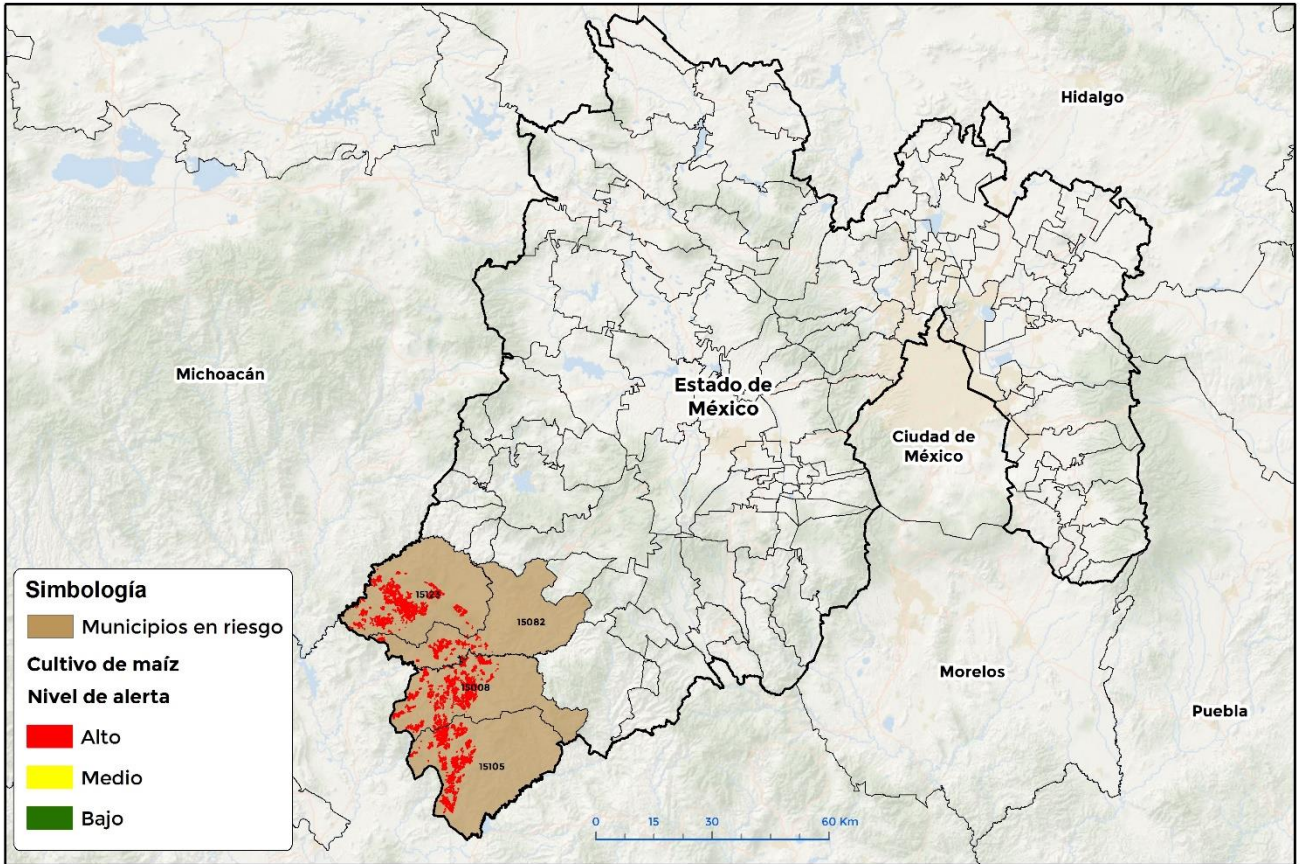 Hidalgo
Michoacán
Estado de
México
Ciudad de
México
Morelos
Puebla
15123
15082
15008
15105
Simbología
Municipios en riesgo
Cultivo de maíz
Nivel de alerta
Alto
Medio
Bajo
0 15 30 60 Km